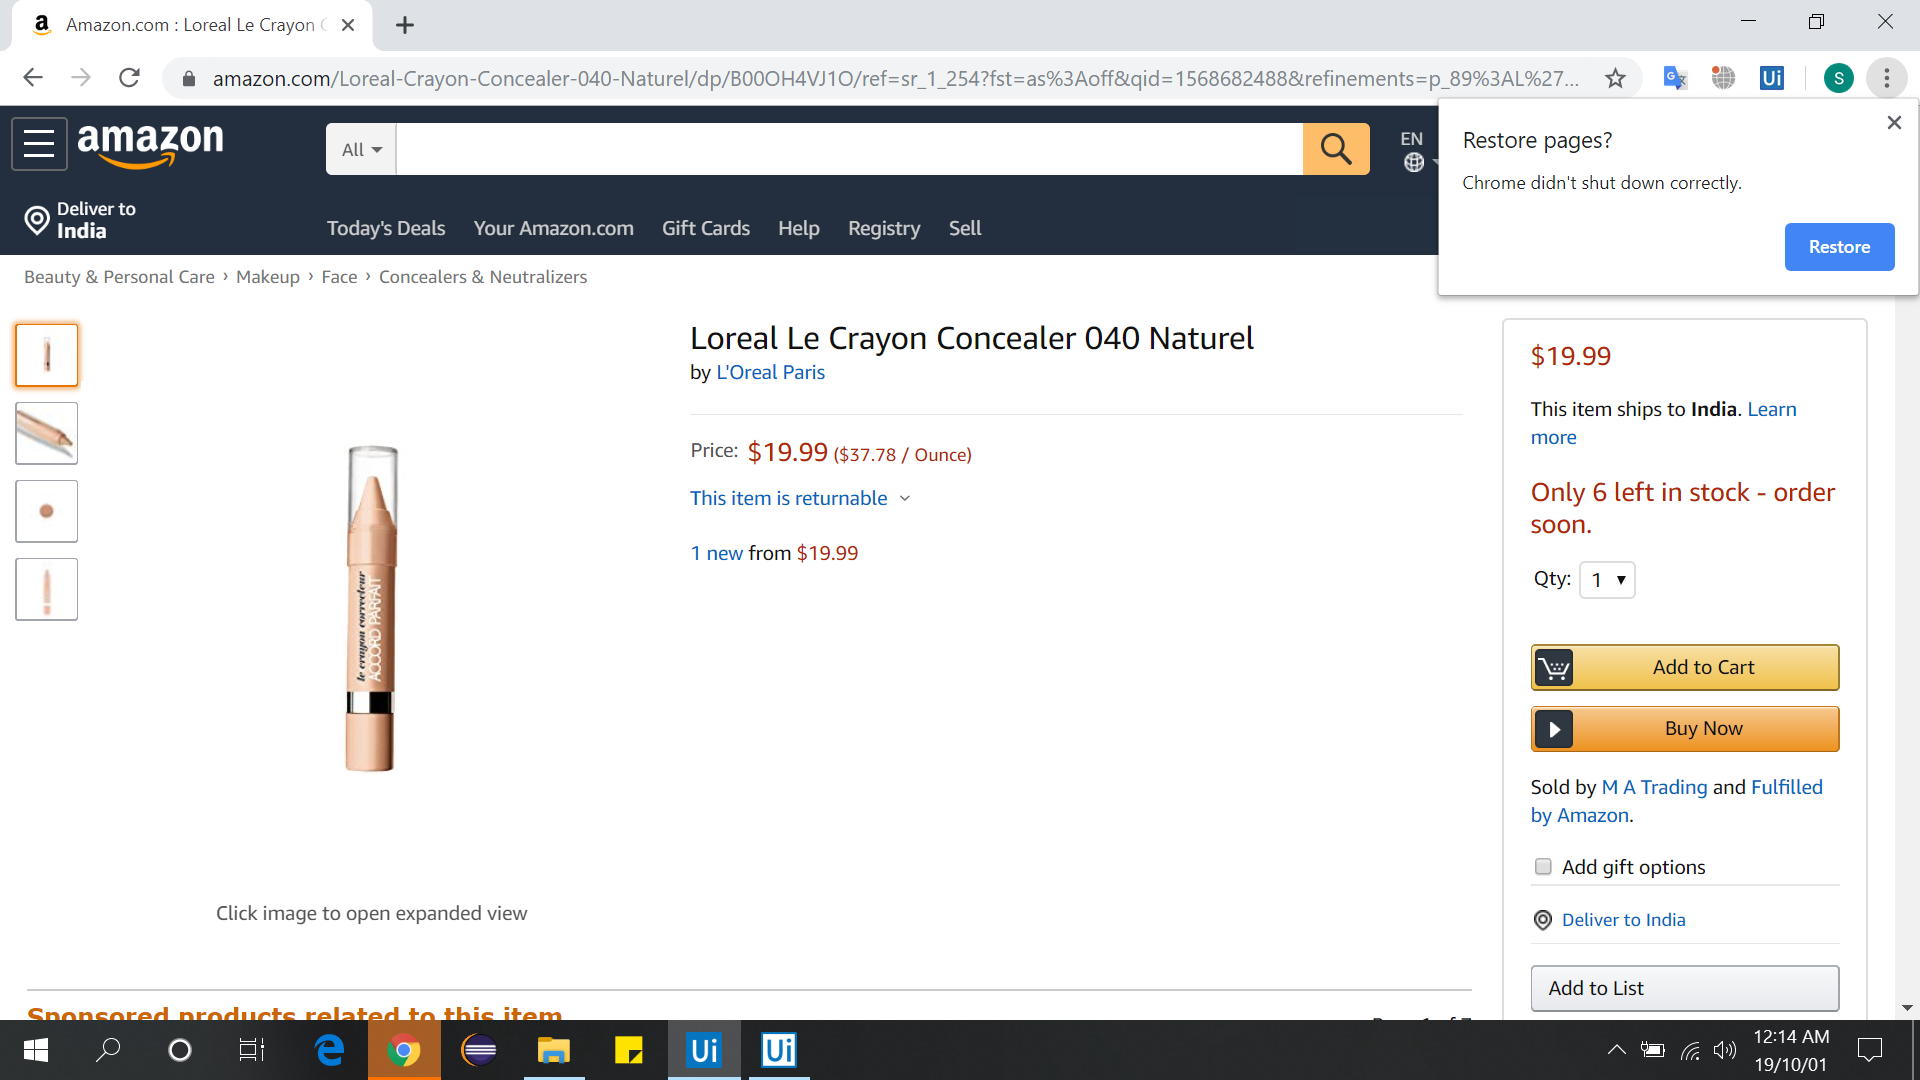 Amazon.com : Loreal Le Crayon C
amazon.com/Loreal-Crayon-Concealer-040-Naturel/dp/B00OH4VJ1O/ref=sr_1_254?fst=as%3Aoff&qid=1568682488&refinements=p_89%3AL%27...
Ui
S
Restore pages?
Chrome didn't shut down correctly.
Restore
amazon
All
EN
Deliver to
India
Today's Deals
Your Amazon.com
Gift Cards
Help
Registry
Sell
Beauty & Personal Care › Makeup › Face › Concealers & Neutralizers
Loreal Le Crayon Concealer 040 Naturel
by L'Oreal Paris
Price: $19.99 ($37.78 / Ounce)
This item is returnable
1 new from $19.99
le crayon correcteur
ACCORD PARFAIT
Click image to open expanded view
$19.99
This item ships to India. Learn
more
Only 6 left in stock - order
soon.
Qty: 1
Add to Cart
Buy Now
Sold by M A Trading and Fulfilled
by Amazon.
Add gift options
Deliver to India
Add to List
Sponsored products related to this item
Page 1 of 7
Ui
Ui
12:14 AM
19/10/01